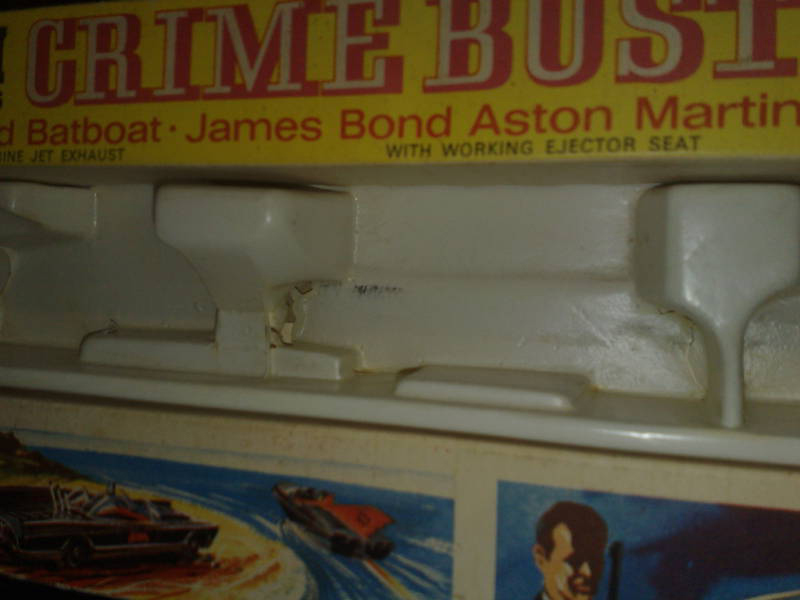 CRIME BUST
d Batboat · James Bond Aston Martin
INE JET EXHAUST WITH WORKING EJECTOR SEAT